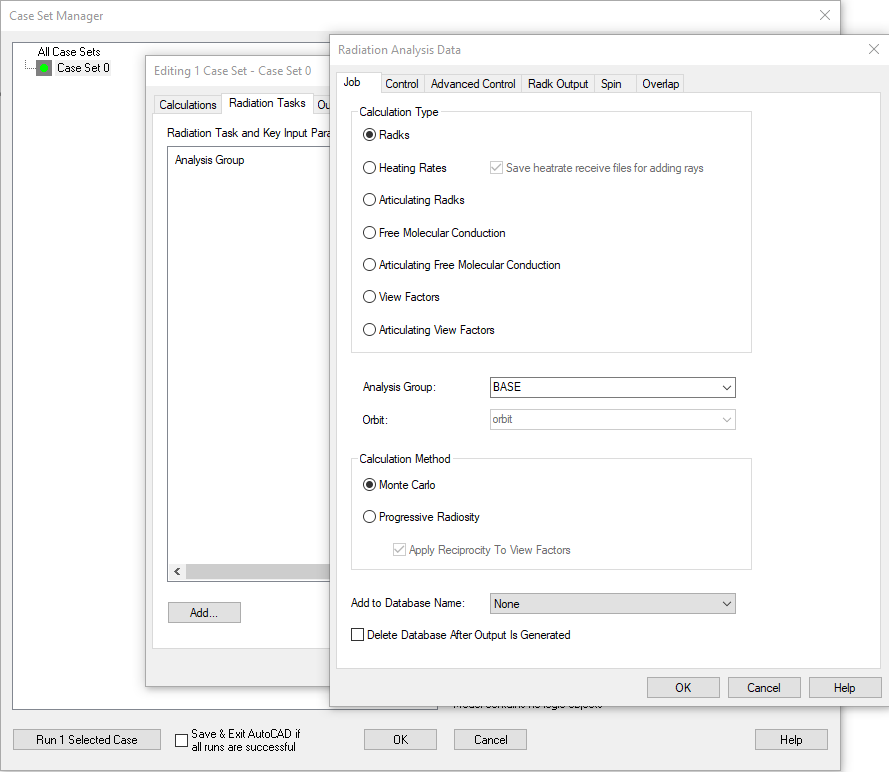 Case Set Manager
All Case Sets
Case Set 0
Editing 1 Case Set - Case Set 0
Calculations
Radiation Tasks
Ou
Radiation Task and Key Input Para
Analysis Group
Add...
Radiation Analysis Data
Job
Control
Advanced Control
Radk Output
Spin
Overlap
Calculation Type
Radks
Heating Rates
Save heatrate receive files for adding rays
Articulating Radks
Free Molecular Conduction
Articulating Free Molecular Conduction
View Factors
Articulating View Factors
Analysis Group:
BASE
Orbit:
orbit
Calculation Method
Monte Carlo
Progressive Radiosity
Apply Reciprocity To View Factors
Add to Database Name:
None
Delete Database After Output Is Generated
OK
Cancel
Help
Run 1 Selected Case
Save & Exit AutoCAD if
all runs are successful
OK
Cancel
Help